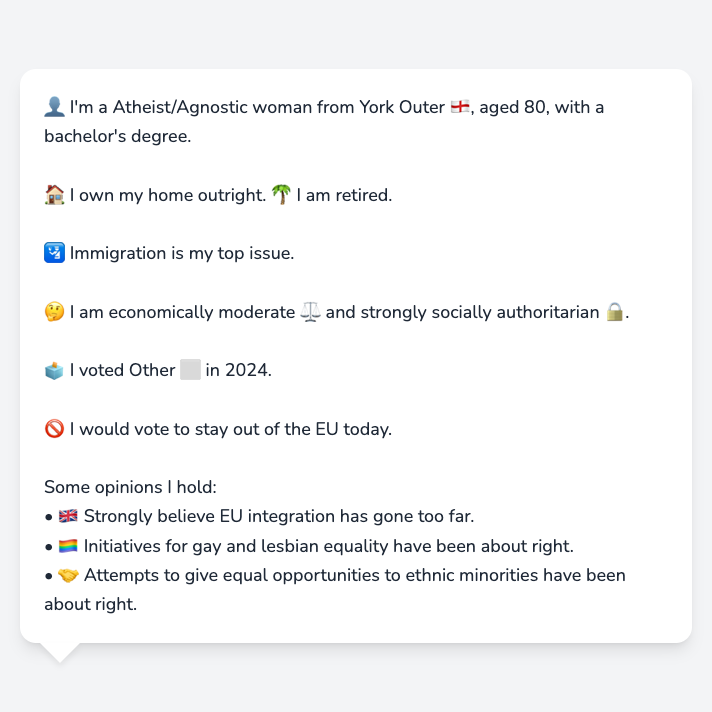 👤 I'm a Atheist/Agnostic woman from York Outer 🏴󠁧󠁢󠁥󠁮󠁧󠁿, aged 80, with a
bachelor's degree.
🏠 I own my home outright. 🌴 I am retired.
🛂 Immigration is my top issue.
🤔 I am economically moderate ⚖️ and strongly socially authoritarian 🔒.
🗳️ I voted Other ⬜ in 2024.
🚫 I would vote to stay out of the EU today.
Some opinions I hold:
• 🇬🇧 Strongly believe EU integration has gone too far.
• 🏳️‍🌈 Initiatives for gay and lesbian equality have been about right.
• 🤝 Attempts to give equal opportunities to ethnic minorities have been
about right.